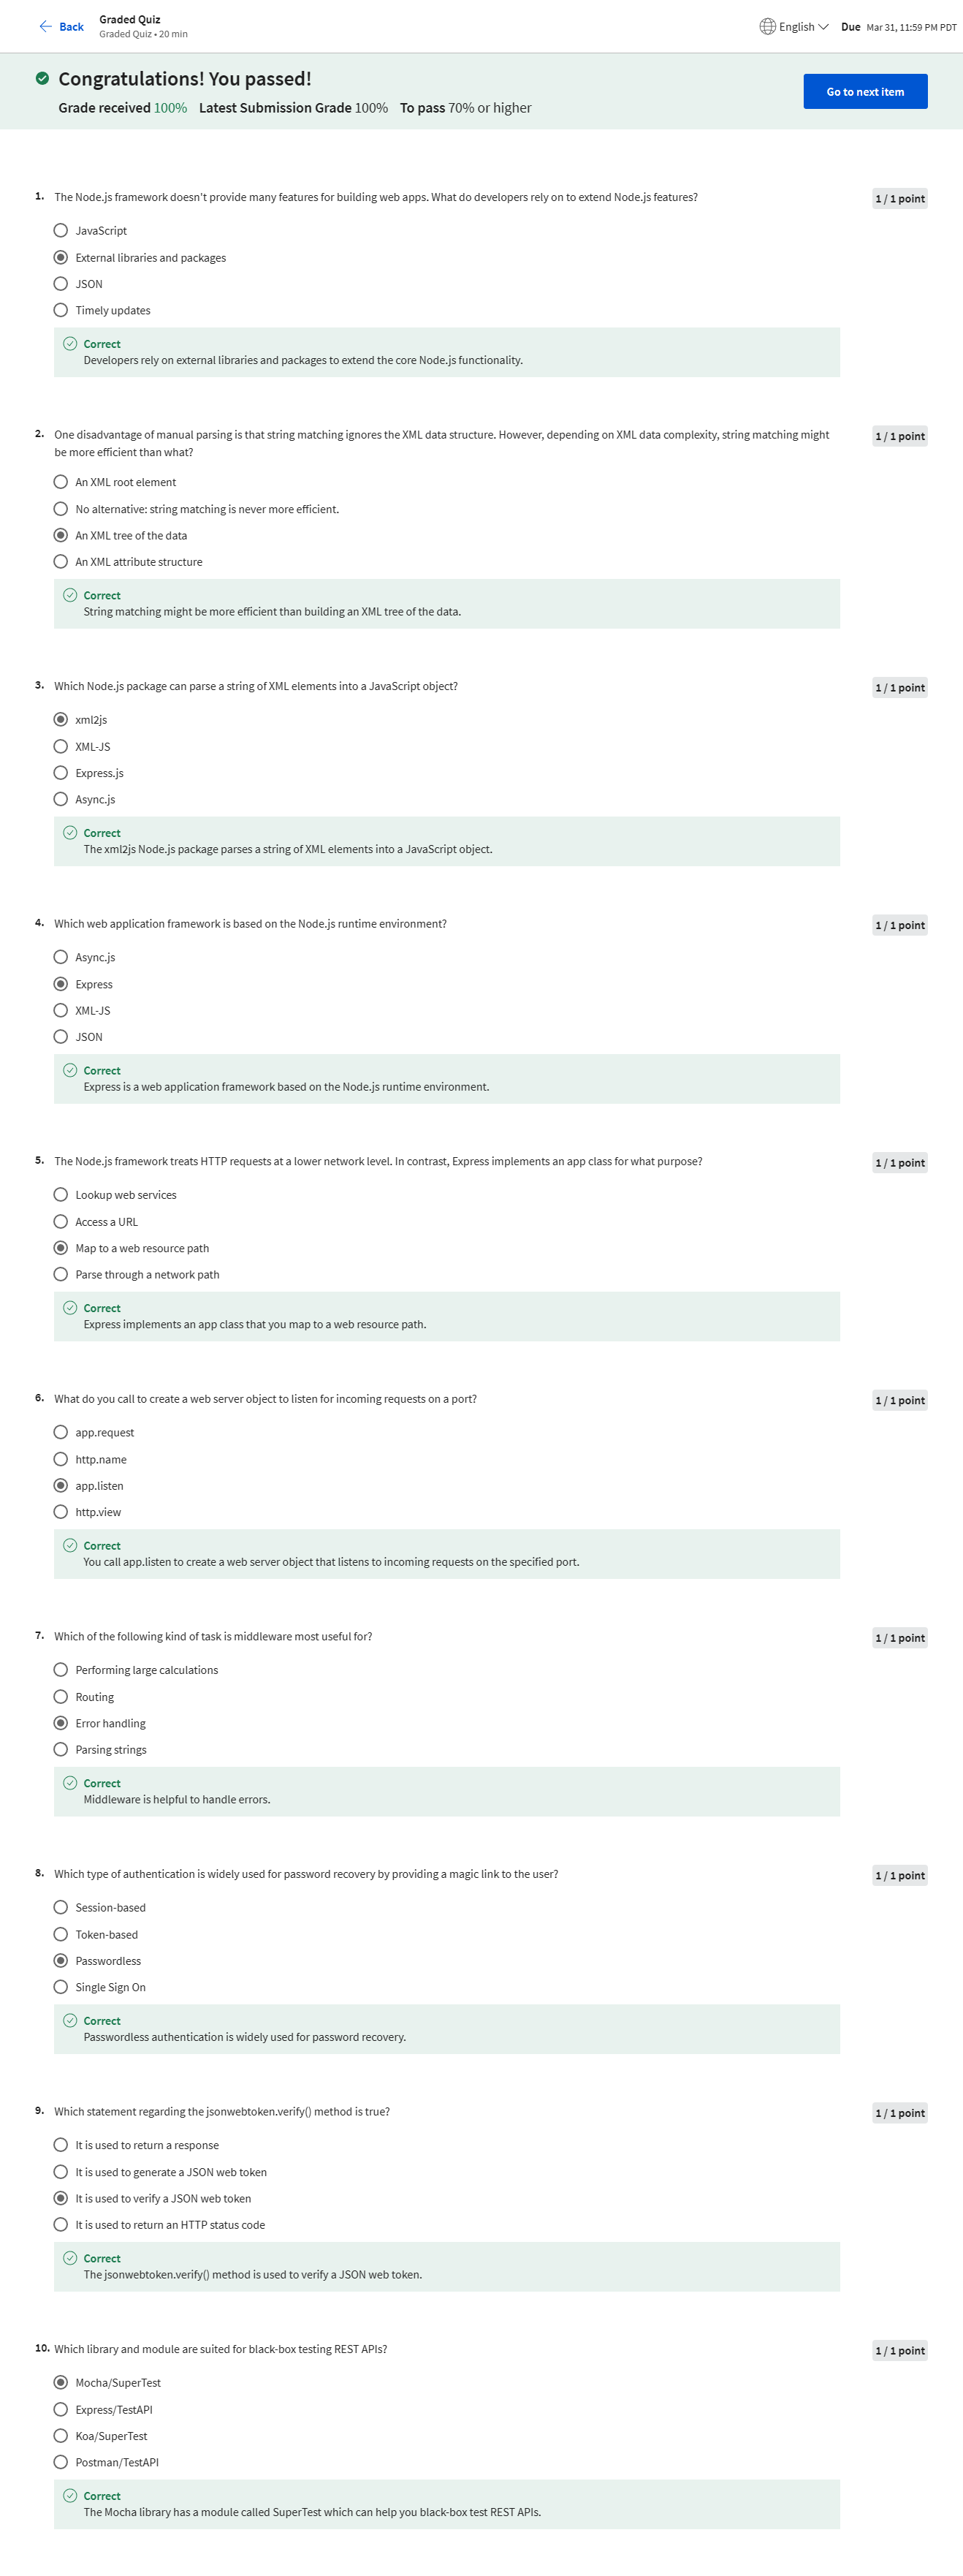 Back
Graded Quiz
Graded Quiz • 20 min
English
Due Mar 31, 11:59 PM PDT
Congratulations! You passed!
Grade received 100% Latest Submission Grade 100% To pass 70% or higher
Go to next item
1. The Node.js framework doesn't provide many features for building web apps. What do developers rely on to extend Node.js features?
1 / 1 point
JavaScript
External libraries and packages
JSON
Timely updates
Correct
Developers rely on external libraries and packages to extend the core Node.js functionality.
2. One disadvantage of manual parsing is that string matching ignores the XML data structure. However, depending on XML data complexity, string matching might
be more efficient than what?
1 / 1 point
An XML root element
No alternative: string matching is never more efficient.
An XML tree of the data
An XML attribute structure
Correct
String matching might be more efficient than building an XML tree of the data.
3. Which Node.js package can parse a string of XML elements into a JavaScript object?
1 / 1 point
xml2js
XML-JS
Express.js
Async.js
Correct
The xml2js Node.js package parses a string of XML elements into a JavaScript object.
4. Which web application framework is based on the Node.js runtime environment?
1 / 1 point
Async.js
Express
XML-JS
JSON
Correct
Express is a web application framework based on the Node.js runtime environment.
5. The Node.js framework treats HTTP requests at a lower network level. In contrast, Express implements an app class for what purpose?
1 / 1 point
Lookup web services
Access a URL
Map to a web resource path
Parse through a network path
Correct
Express implements an app class that you map to a web resource path.
6. What do you call to create a web server object to listen for incoming requests on a port?
1 / 1 point
app.request
http.name
app.listen
http.view
Correct
You call app.listen to create a web server object that listens to incoming requests on the specified port.
7. Which of the following kind of task is middleware most useful for?
1 / 1 point
Performing large calculations
Routing
Error handling
Parsing strings
Correct
Middleware is helpful to handle errors.
8. Which type of authentication is widely used for password recovery by providing a magic link to the user?
1 / 1 point
Session-based
Token-based
Passwordless
Single Sign On
Correct
Passwordless authentication is widely used for password recovery.
9. Which statement regarding the jsonwebtoken.verify() method is true?
1 / 1 point
It is used to return a response
It is used to generate a JSON web token
It is used to verify a JSON web token
It is used to return an HTTP status code
Correct
The jsonwebtoken.verify() method is used to verify a JSON web token.
10. Which library and module are suited for black-box testing REST APIs?
1 / 1 point
Mocha/SuperTest
Express/TestAPI
Koa/SuperTest
Postman/TestAPI
Correct
The Mocha library has a module called SuperTest which can help you black-box test REST APIs.